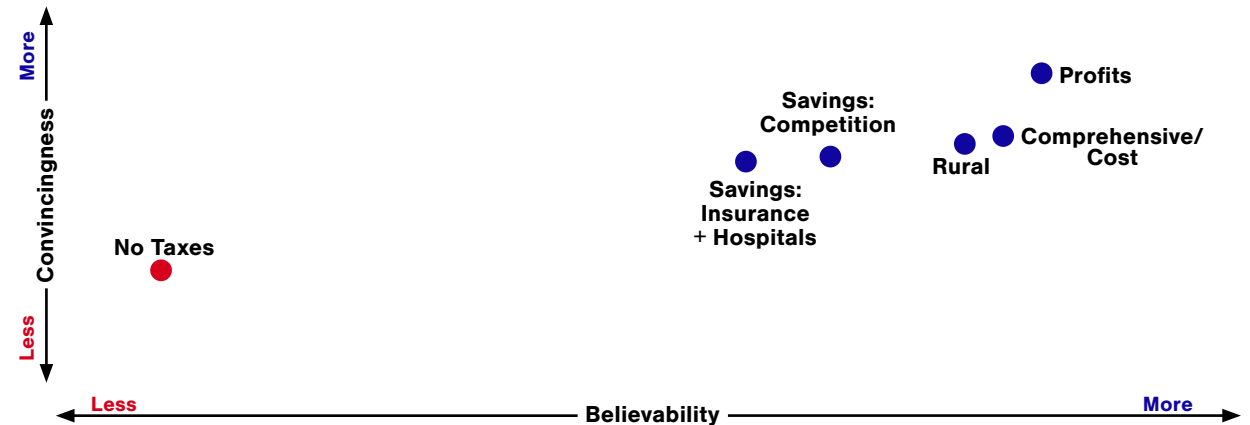 More
Convincingness
Less
Profits
Savings:
Competition
Comprehensive/
Cost
Rural
Savings:
Insurance
+ Hospitals
No Taxes
Less
Believability
More